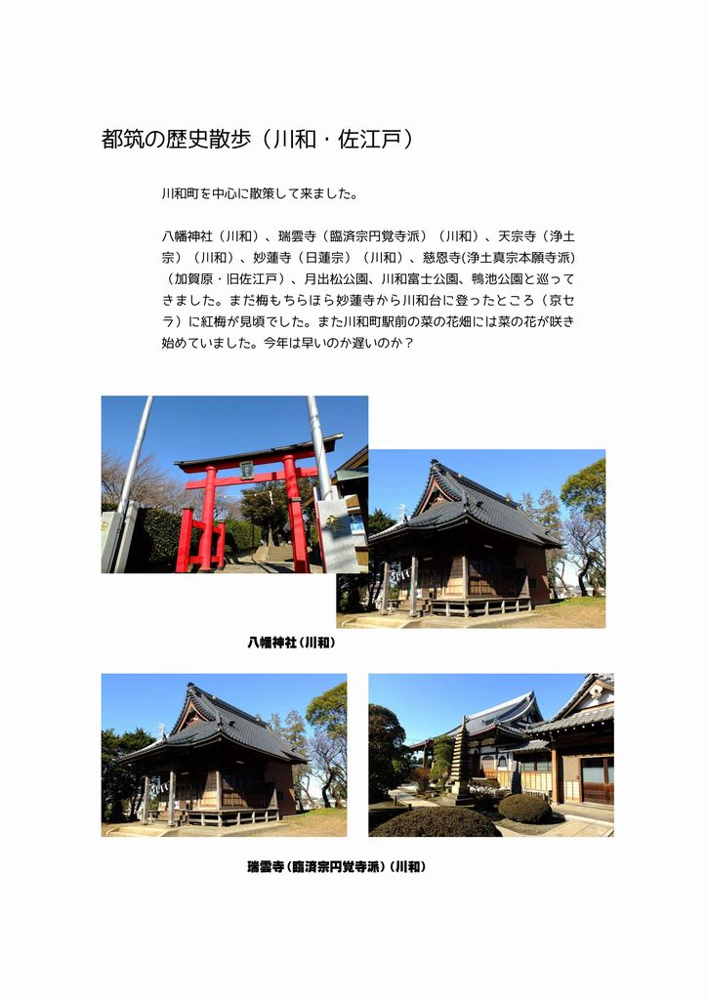 都筑の歴史散歩（川和・佐江戸）
川和町を中心に散策して来ました。
八幡神社（川和）、瑞雲寺（臨済宗円覚寺派）（川和）、天宗寺（浄土
宗）（川和）、妙蓮寺（日蓮宗）（川和）、慈恩寺(浄土真宗本願寺派)
（加賀原・旧佐江戸）、月出松公園、川和富士公園、鴨池公園と巡って
きました。まだ梅もちらほら妙蓮寺から川和台に登ったところ（京セ
ラ）に紅梅が見頃でした。また川和町駅前の菜の花畑には菜の花が咲き
始めていました。今年は早いのか遅いのか？
八幡神社（川和）
瑞雲寺（臨済宗円覚寺派）（川和）